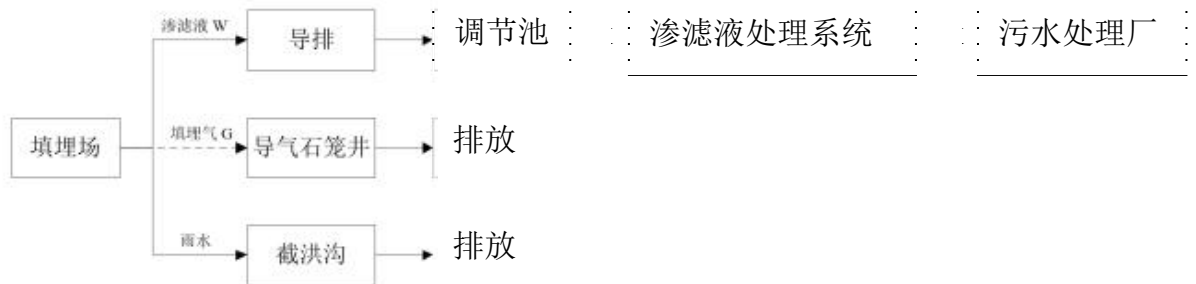 渗滤液 W
导排
调节池
渗滤液处理系统
污水处理厂
填埋场
填埋气 G
导气石笼井
排放
雨水
截洪沟
排放